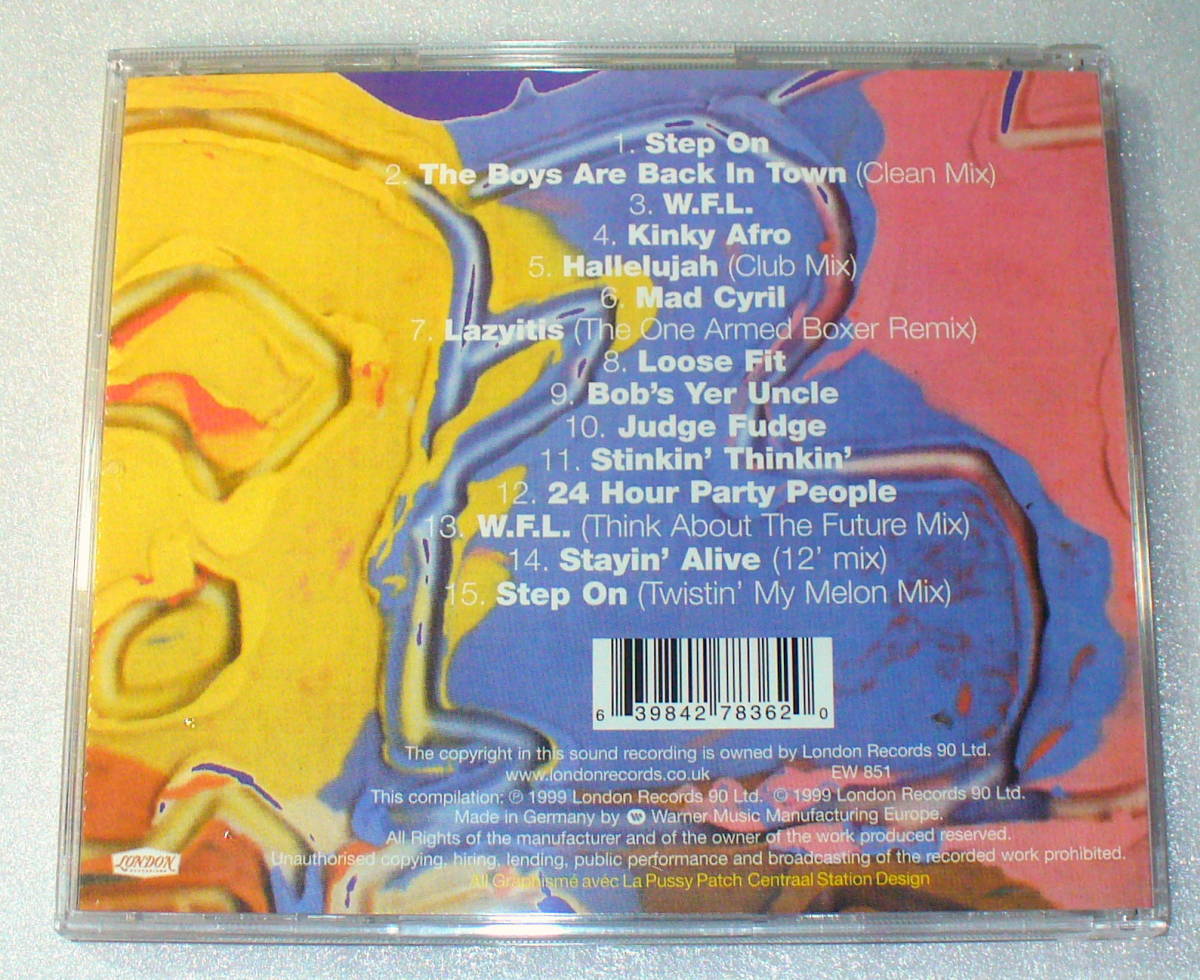 1. Step On
2. The Boys Are Back In Town (Clean Mix)
3. W.F.L.
4. Kinky Afro
5. Hallelujah (Club Mix)
6. Mad Cyril
7. Lazyitis (The One Armed Boxer Remix)
8. Loose Fit
9. Bob's Yer Uncle
10. Judge Fudge
11. Stinkin' Thinkin'
12. 24 Hour Party People
13. W.F.L. (Think About The Future Mix)
14. Stayin' Alive (12' mix)
15. Step On (Twistin' My Melon Mix)
6 39842 78362 0
The copyright in this sound recording is owned by London Records 90 Ltd.
www.londonrecords.co.uk EW 851
This compilation: ℗ 1999 London Records 90 Ltd. © 1999 London Records 90 Ltd.
Made in Germany by Warner Music Manufacturing Europe.
All Rights of the manufacturer and of the owner of the work produced reserved.
LONDON
Unauthorised copying, hiring, lending, public performance and broadcasting of the recorded work prohibited.
All Graphismé avéc La Pussy Patch Centraal Station Design